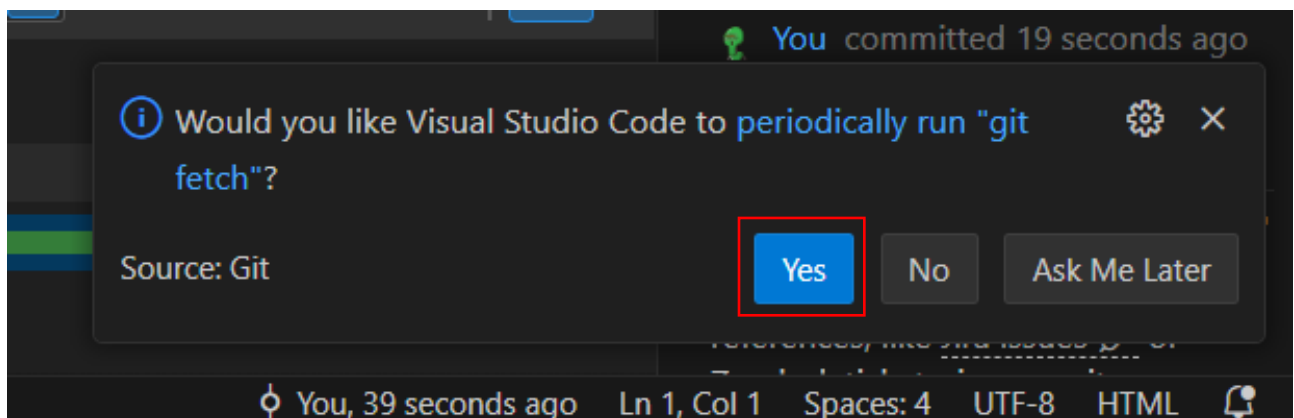 You committed 19 seconds ago
Would you like Visual Studio Code to periodically run "git
fetch"?
Source: Git
Yes
No
Ask Me Later
You, 39 seconds ago Ln 1, Col 1 Spaces: 4 UTF-8 HTML